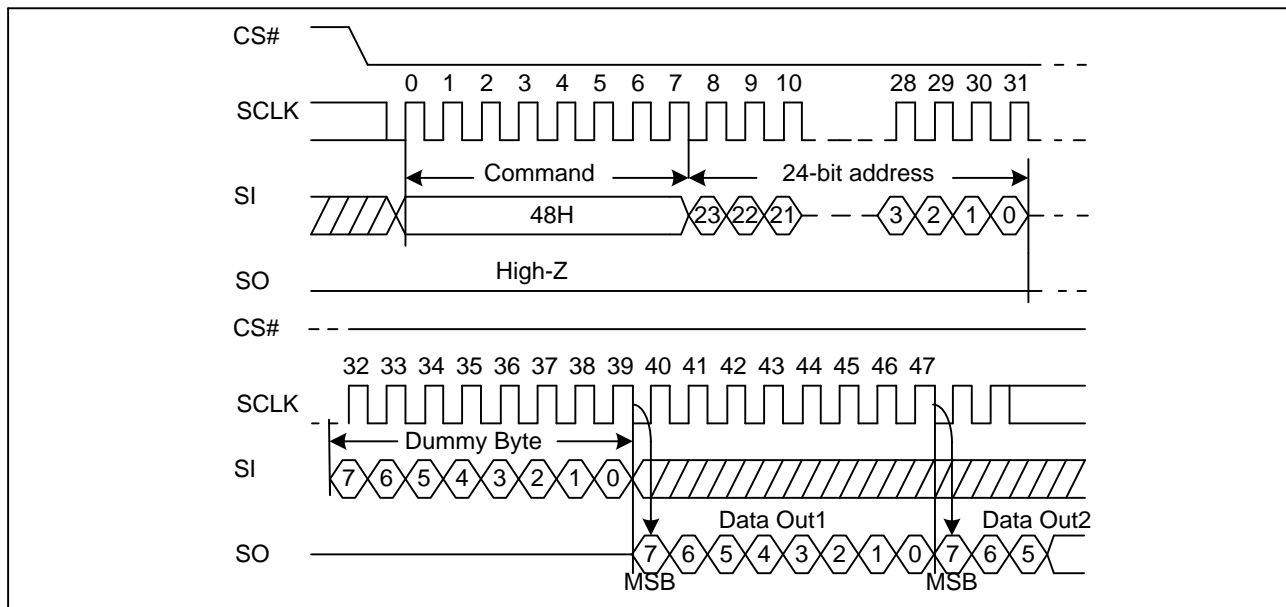 CS#
0 1 2 3 4 5 6 7 8 9 10 28 29 30 31
SCLK
Command 24-bit address
SI
48H 23 22 21 3 2 1 0
High-Z
SO
CS#
32 33 34 35 36 37 38 39 40 41 42 43 44 45 46 47
SCLK
Dummy Byte
SI
7 6 5 4 3 2 1 0
Data Out1 Data Out2
SO
7 6 5 4 3 2 1 0 7 6 5
MSB MSB